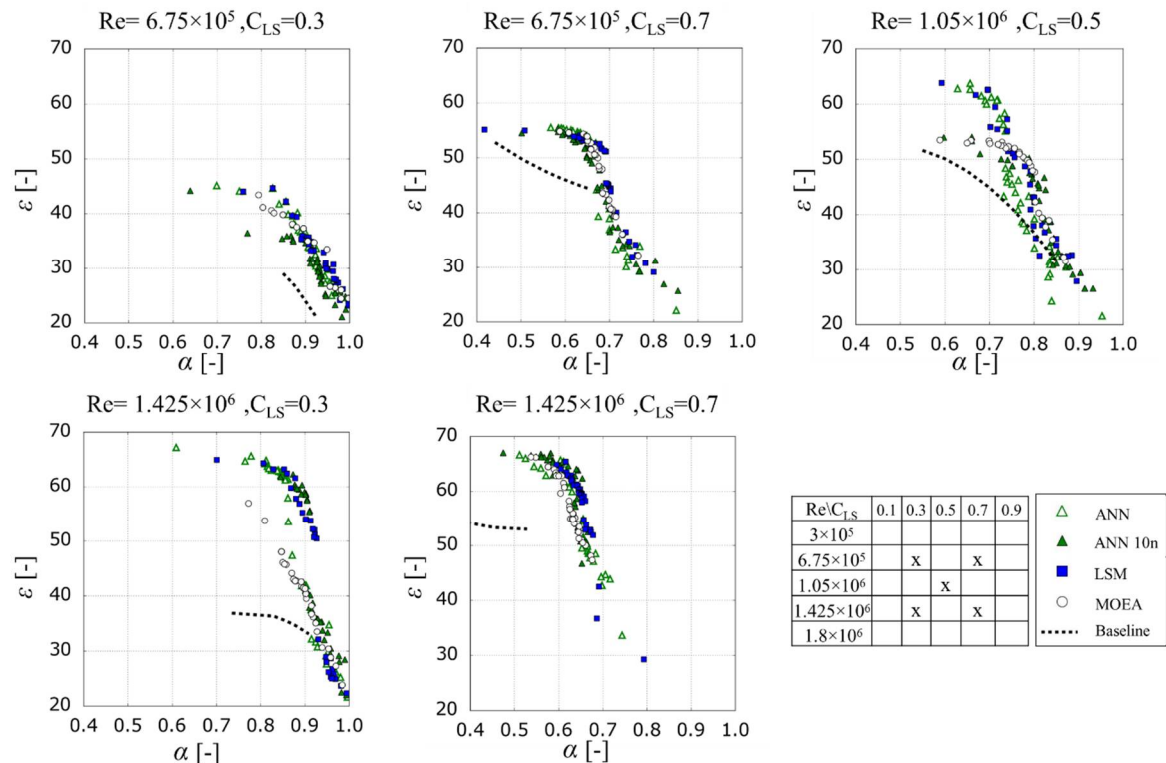 Re= 6.75×10⁵ ,C_LS=0.3
70
60
50
40
30
20
ε [-]
0.4 0.5 0.6 0.7 0.8 0.9 1.0
α [-]
Re= 6.75×10⁵ ,C_LS=0.7
70
60
50
40
30
20
ε [-]
0.4 0.5 0.6 0.7 0.8 0.9 1.0
α [-]
Re= 1.05×10⁶ ,C_LS=0.5
70
60
50
40
30
20
ε [-]
0.4 0.5 0.6 0.7 0.8 0.9 1.0
α [-]
Re= 1.425×10⁶ ,C_LS=0.3
70
60
50
40
30
20
ε [-]
0.4 0.5 0.6 0.7 0.8 0.9 1.0
α [-]
Re= 1.425×10⁶ ,C_LS=0.7
70
60
50
40
30
20
ε [-]
0.4 0.5 0.6 0.7 0.8 0.9 1.0
α [-]
Re\C_LS 0.1 0.3 0.5 0.7 0.9
3×10⁵
6.75×10⁵ x x
1.05×10⁶ x
1.425×10⁶ x x
1.8×10⁶
ANN
ANN 10n
LSM
MOEA
Baseline